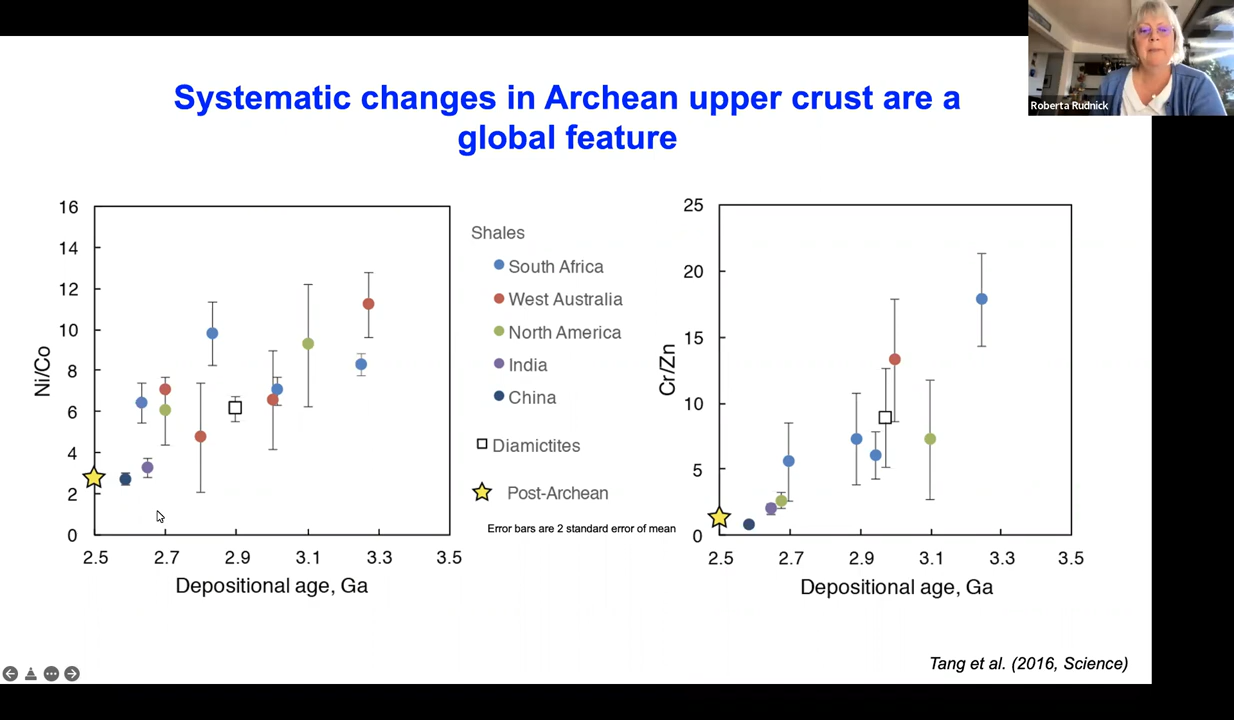 Roberta Rudnick
Systematic changes in Archean upper crust are a
global feature
16
14
12
10
8
6
4
2
0
Ni/Co
2.5 2.7 2.9 3.1 3.3 3.5
Depositional age, Ga
Shales
South Africa
West Australia
North America
India
China
Diamictites
Post-Archean
Error bars are 2 standard error of mean
25
20
15
10
5
0
Cr/Zn
2.5 2.7 2.9 3.1 3.3 3.5
Depositional age, Ga
Tang et al. (2016, Science)